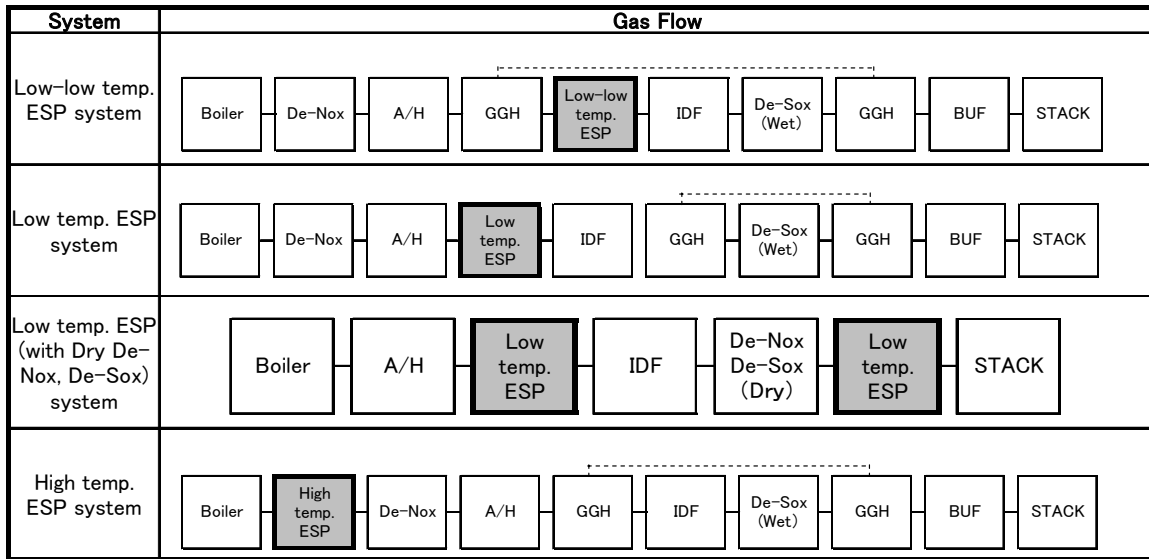 System
Gas Flow
Low-low temp.
ESP system
Boiler
De-Nox
A/H
GGH
Low-low
temp.
ESP
IDF
De-Sox
(Wet)
GGH
BUF
STACK
Low temp. ESP
system
Boiler
De-Nox
A/H
Low
temp.
ESP
IDF
GGH
De-Sox
(Wet)
GGH
BUF
STACK
Low temp. ESP
(with Dry De-
Nox, De-Sox)
system
Boiler
A/H
Low
temp.
ESP
IDF
De-Nox
De-Sox
(Dry)
Low
temp.
ESP
STACK
High temp.
ESP system
Boiler
High
temp.
ESP
De-Nox
A/H
GGH
IDF
De-Sox
(Wet)
GGH
BUF
STACK